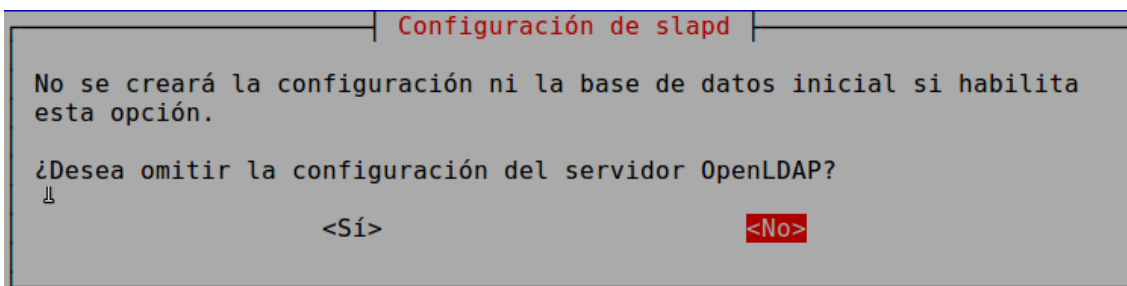 Configuración de slapd
No se creará la configuración ni la base de datos inicial si habilita
esta opción.
¿Desea omitir la configuración del servidor OpenLDAP?
<Sí> <No>